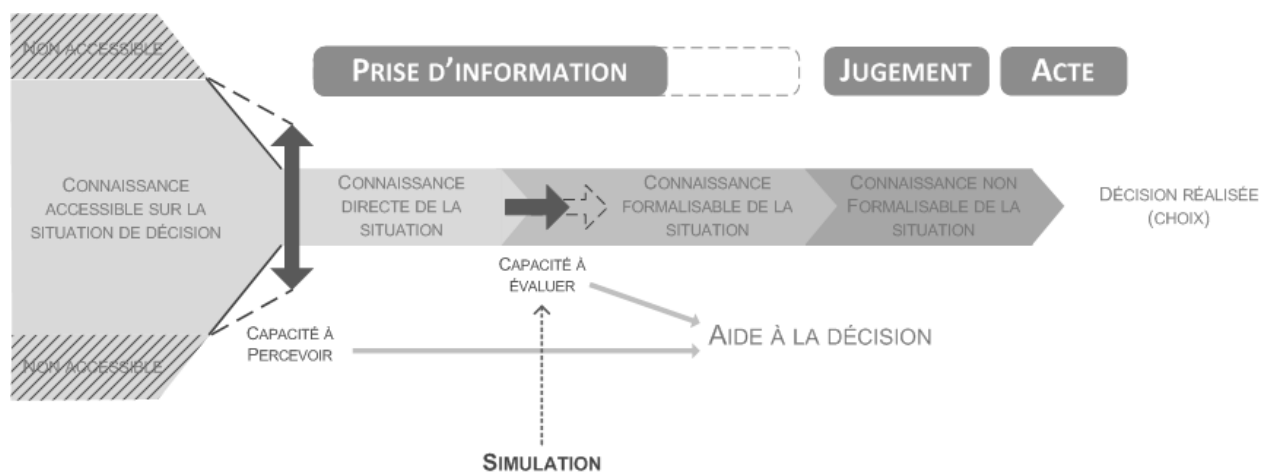 NON ACCESSIBLE
PRISE D'INFORMATION
JUGEMENT
ACTE
CONNAISSANCE
ACCESSIBLE SUR LA
SITUATION DE DÉCISION
CONNAISSANCE
DIRECTE DE LA
SITUATION
CONNAISSANCE
FORMALISABLE DE LA
SITUATION
CONNAISSANCE NON
FORMALISABLE DE LA
SITUATION
DÉCISION RÉALISÉE
(CHOIX)
CAPACITÉ À
ÉVALUER
CAPACITÉ À
PERCEVOIR
AIDE À LA DÉCISION
NON ACCESSIBLE
SIMULATION